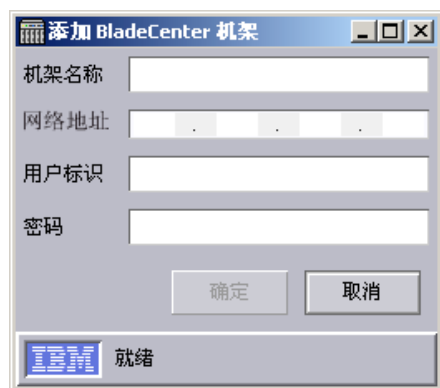 添加 BladeCenter 机架
机架名称
网络地址
. . .
用户标识
密码
确定 取消
IBM 就绪